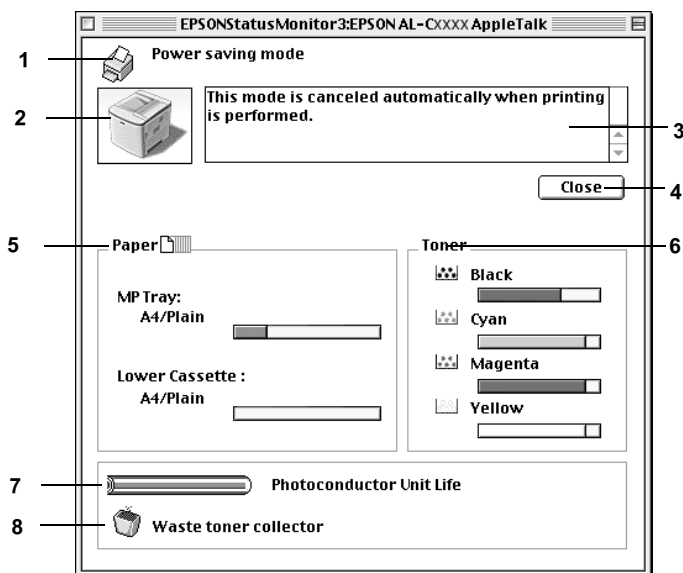 EPSONStatusMonitor3:EPSON AL-CXXXX AppleTalk
1
Power saving mode
2
This mode is canceled automatically when printing
is performed.
3
Close
4
5
Paper
MP Tray:
A4/Plain
Lower Cassette :
A4/Plain
Toner
6
Black
Cyan
Magenta
Yellow
7
Photoconductor Unit Life
8
Waste toner collector